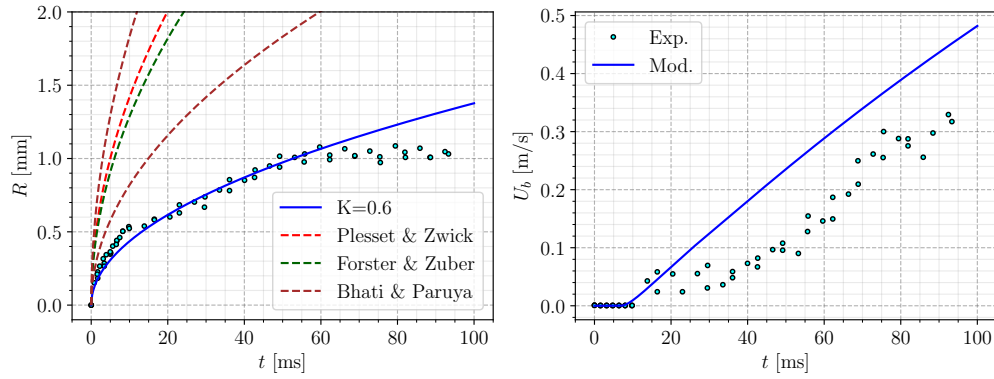 R [mm]
2.0
1.5
1.0
0.5
0.0
K=0.6
Plesset & Zwick
Forster & Zuber
Bhati & Paruya
0 20 40 60 80 100
t [ms]
U_b [m/s]
0.5
0.4
0.3
0.2
0.1
0.0
Exp.
Mod.
0 20 40 60 80 100
t [ms]